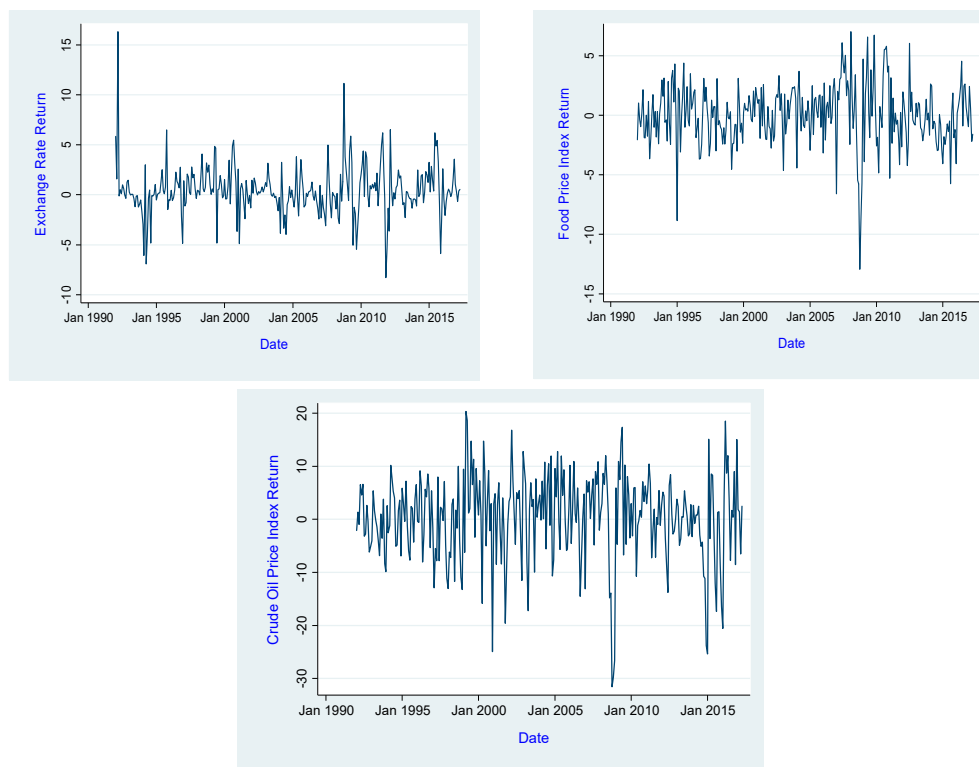 Exchange Rate Return
15
10
5
0
-5
-10
Jan 1990 Jan 1995 Jan 2000 Jan 2005 Jan 2010 Jan 2015
Date
Food Price Index Return
5
0
-5
-10
-15
Jan 1990 Jan 1995 Jan 2000 Jan 2005 Jan 2010 Jan 2015
Date
Crude Oil Price Index Return
20
10
0
-10
-20
-30
Jan 1990 Jan 1995 Jan 2000 Jan 2005 Jan 2010 Jan 2015
Date